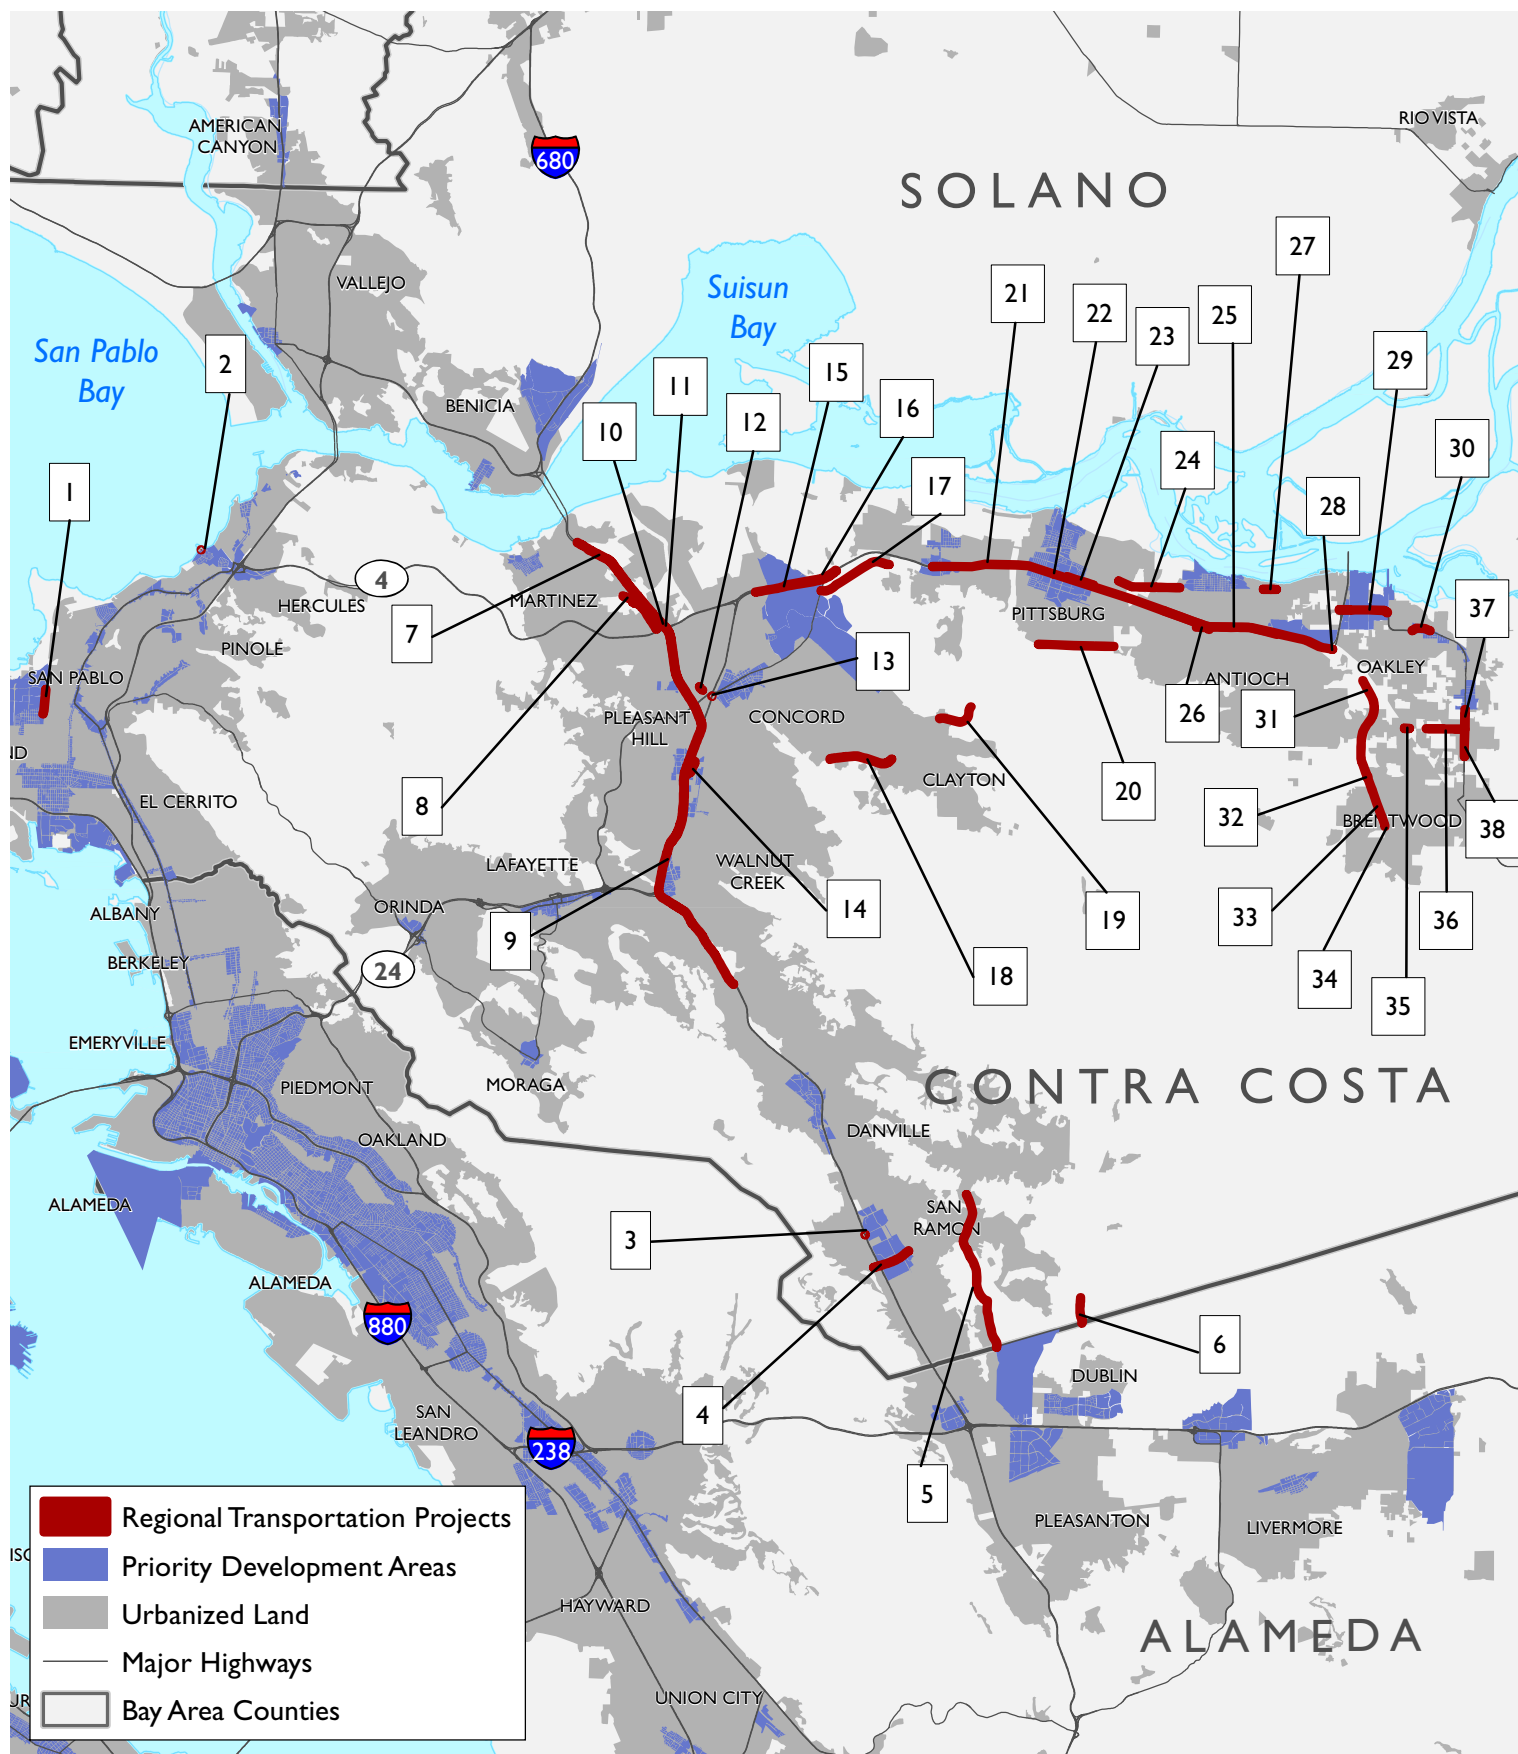 AMERICAN
CANYON
680
RIO VISTA
SOLANO
27
VALLEJO
Suisun
Bay
21
22
25
23
San Pablo
Bay
2
29
11
15
BENICIA
16
12
10
30
24
17
1
28
4
HERCULES
MARTINEZ
PITTSBURG
37
7
PINOLE
13
SAN PABLO
OAKLEY
ANTIOCH
PLEASANT
HILL
CONCORD
26
31
ND
CLAYTON
8
20
EL CERRITO
32
BRENTWOOD
38
LAFAYETTE
WALNUT
CREEK
ORINDA
14
19
33
36
ALBANY
9
BERKELEY
24
18
34
35
EMERYVILLE
PIEDMONT
MORAGA
CONTRA COSTA
OAKLAND
DANVILLE
ALAMEDA
SAN
RAMON
3
ALAMEDA
880
6
DUBLIN
4
SAN
LEANDRO
238
5
PLEASANTON
LIVERMORE
Regional Transportation Projects
Priority Development Areas
Urbanized Land
Major Highways
Bay Area Counties
HAYWARD
ALAMEDA
UNION CITY